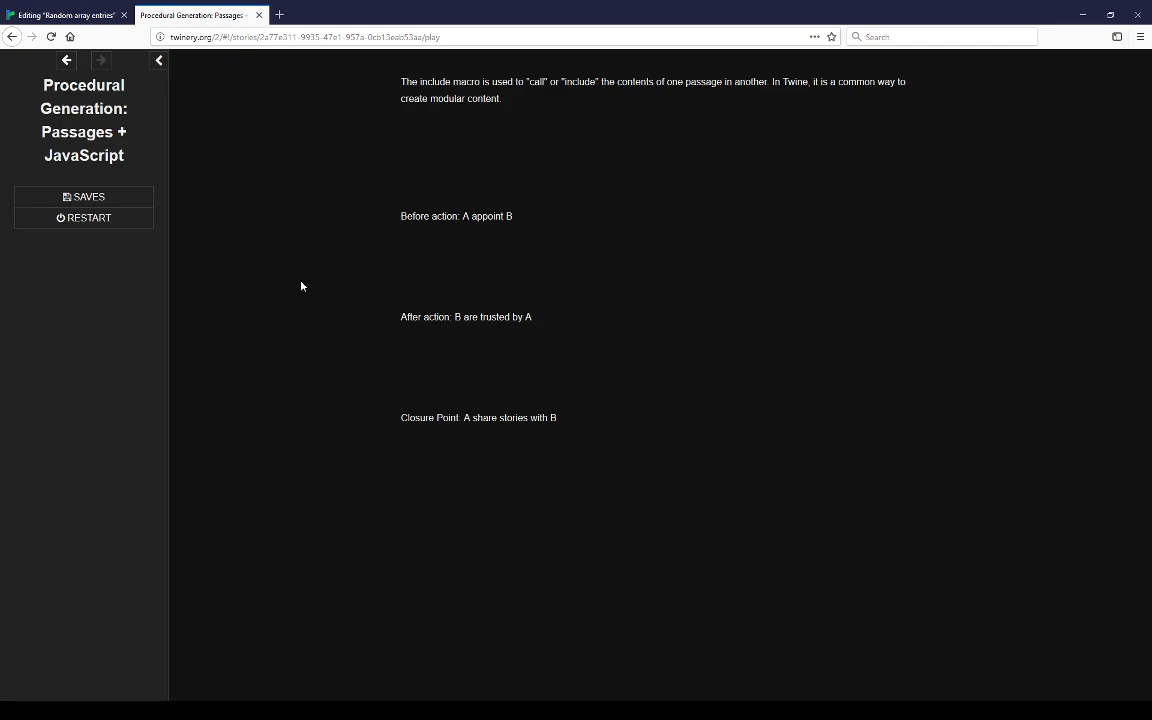 Editing "Random array entries"
Procedural Generation: Passages -
twinery.org/2/#!/stories/2a77e311-9935-47e1-957a-0cb13eab53aa/play
Search
Procedural
Generation:
Passages +
JavaScript
SAVES
RESTART
The include macro is used to "call" or "include" the contents of one passage in another. In Twine, it is a common way to
create modular content.
Before action: A appoint B
After action: B are trusted by A
Closure Point: A share stories with B